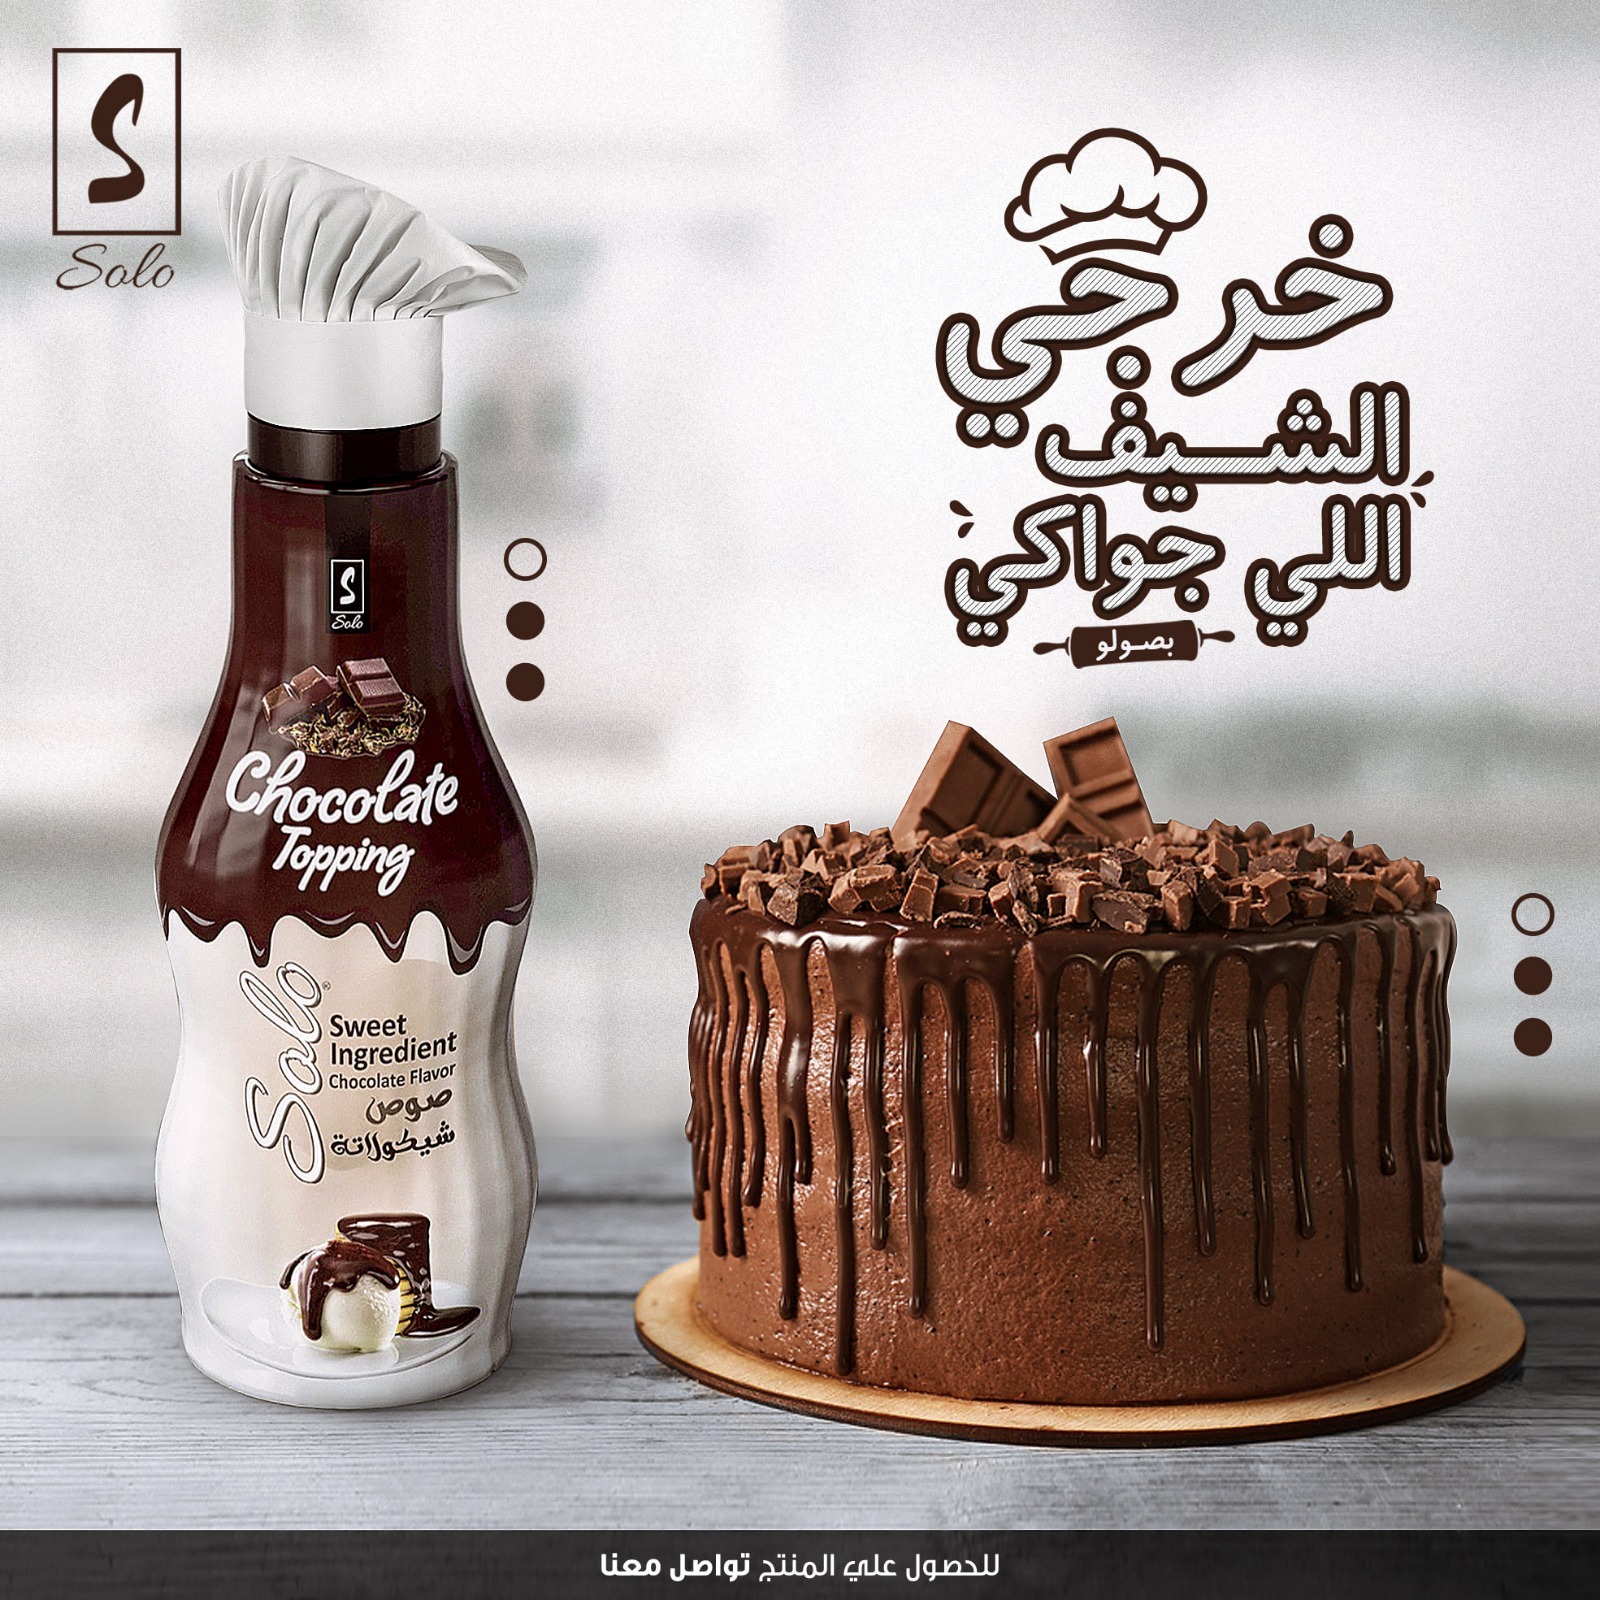 S
Solo
خرجي
الشيف
اللي جواكي
بصولو
S
Solo
Chocolate
Topping
Solo®
Sweet
Ingredient
Chocolate Flavor
صوص
شيكولاتة
للحصول علي المنتج تواصل معنا